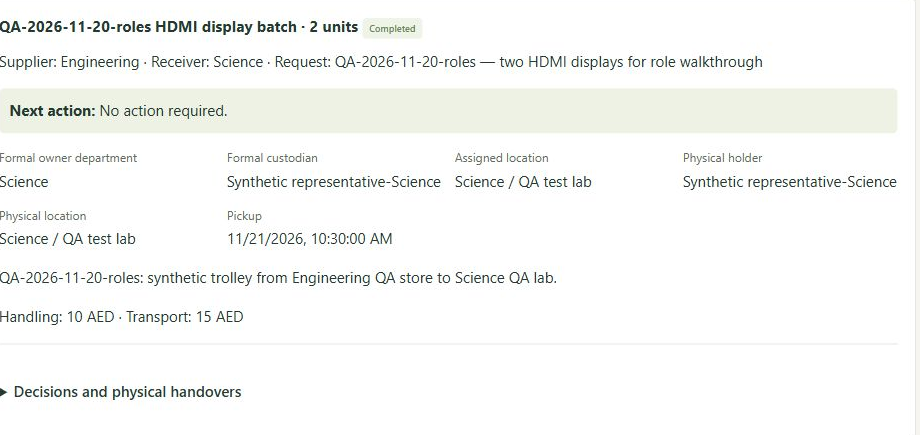 QA-2026-11-20-roles HDMI display batch · 2 units Completed
Supplier: Engineering · Receiver: Science · Request: QA-2026-11-20-roles — two HDMI displays for role walkthrough
Next action: No action required.
Formal owner department Formal custodian Assigned location Physical holder
Science Synthetic representative-Science Science / QA test lab Synthetic representative-Science
Physical location Pickup
Science / QA test lab 11/21/2026, 10:30:00 AM
QA-2026-11-20-roles: synthetic trolley from Engineering QA store to Science QA lab.
Handling: 10 AED · Transport: 15 AED
Decisions and physical handovers